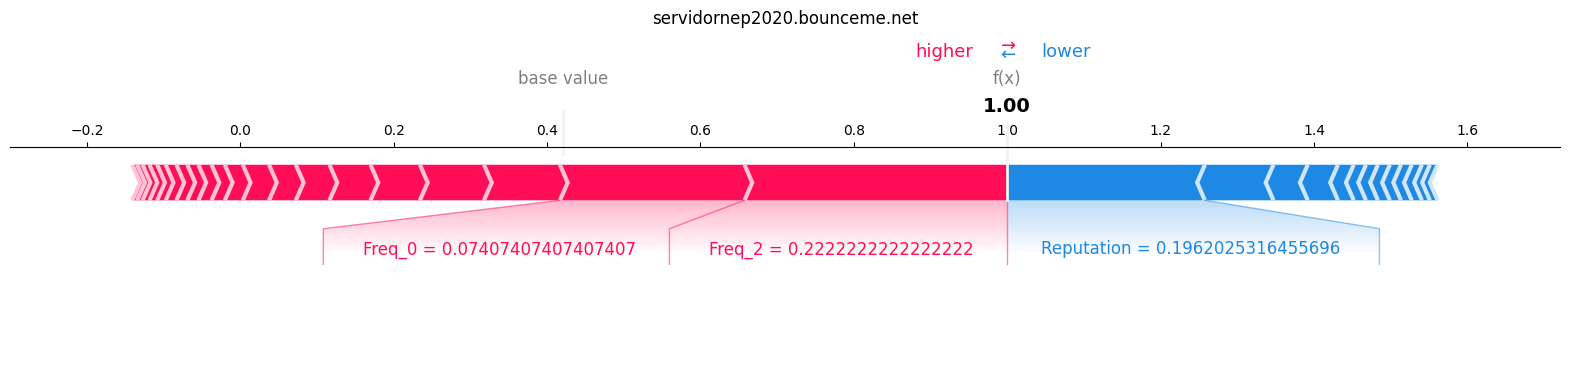 servidornep2020.bounceme.net
higher ⇄ lower
base value f(x)
1.00
−0.2 0.0 0.2 0.4 0.6 0.8 1.0 1.2 1.4 1.6
Freq_0 = 0.07407407407407407 Freq_2 = 0.2222222222222222 Reputation = 0.1962025316455696